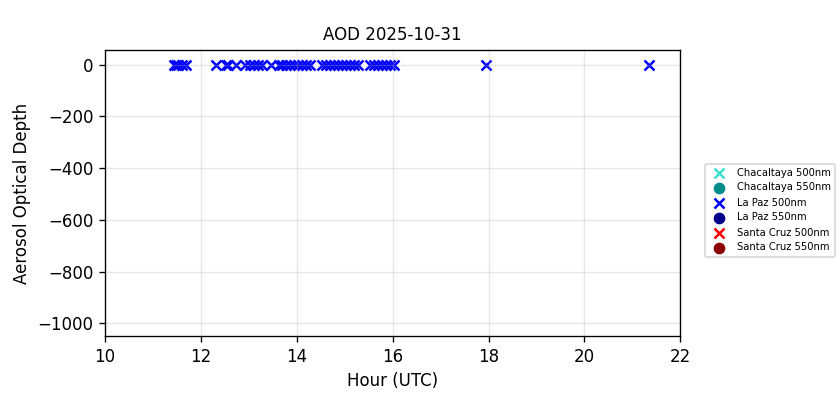 AOD 2025-10-31
Aerosol Optical Depth
0
−200
−400
−600
−800
−1000
10 12 14 16 18 20 22
Hour (UTC)
Chacaltaya 500nm
Chacaltaya 550nm
La Paz 500nm
La Paz 550nm
Santa Cruz 500nm
Santa Cruz 550nm